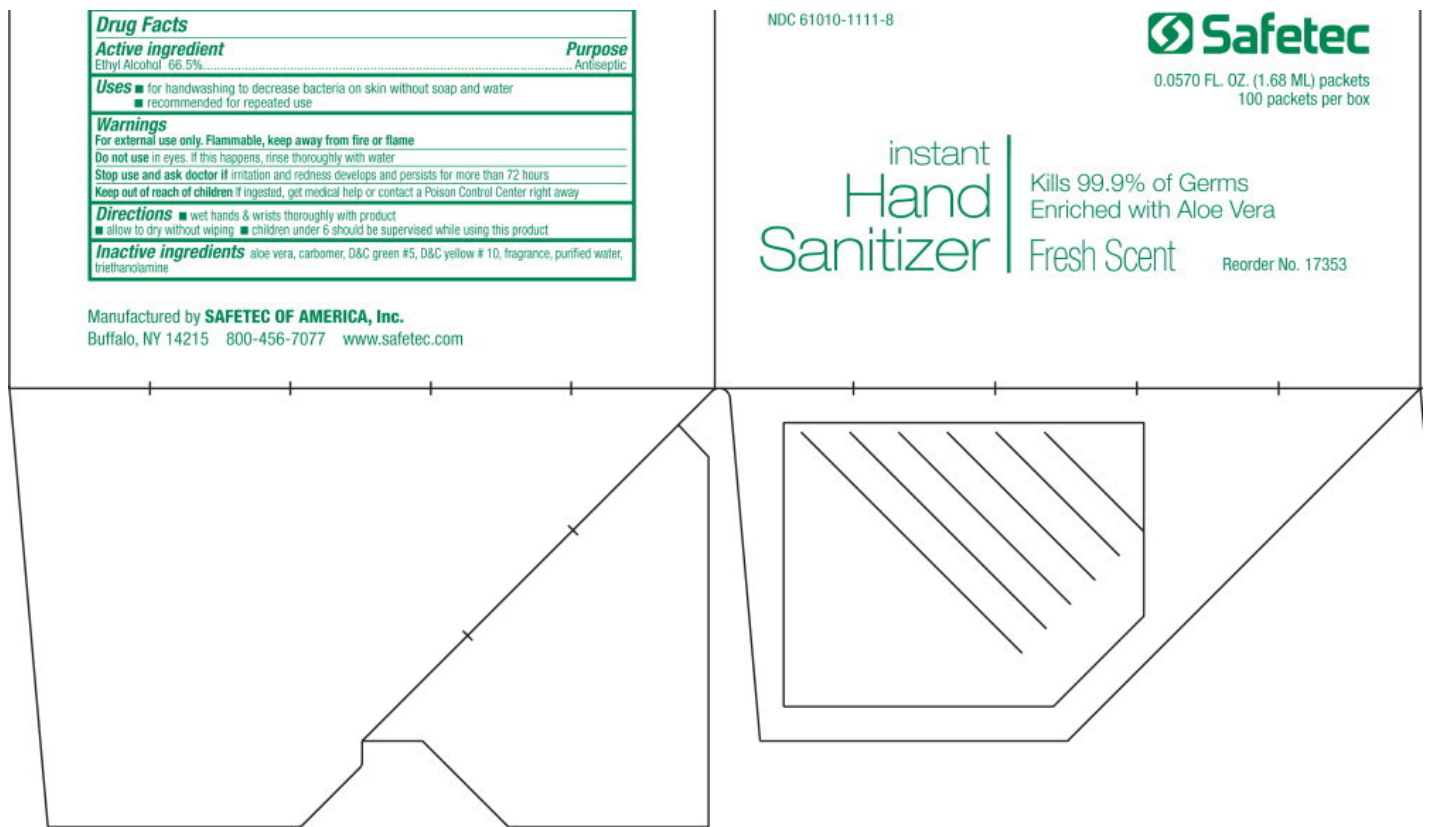 Drug Facts
Active ingredient Purpose
Ethyl Alcohol 66.5%........................................................................................................ Antiseptic
Uses ■ for handwashing to decrease bacteria on skin without soap and water
■ recommended for repeated use
Warnings
For external use only. Flammable, keep away from fire or flame
Do not use in eyes. If this happens, rinse thoroughly with water
Stop use and ask doctor if irritation and redness develops and persists for more than 72 hours
Keep out of reach of children If ingested, get medical help or contact a Poison Control Center right away
Directions ■ wet hands & wrists thoroughly with product
■ allow to dry without wiping ■ children under 6 should be supervised while using this product
Inactive ingredients aloe vera, carbomer, D&C green #5, D&C yellow # 10, fragrance, purified water,
triethanolamine
Manufactured by SAFETEC OF AMERICA, Inc.
Buffalo, NY 14215 800-456-7077 www.safetec.com
NDC 61010-1111-8
Safetec
0.0570 FL. OZ. (1.68 ML) packets
100 packets per box
instant
Hand
Sanitizer
Kills 99.9% of Germs
Enriched with Aloe Vera
Fresh Scent
Reorder No. 17353